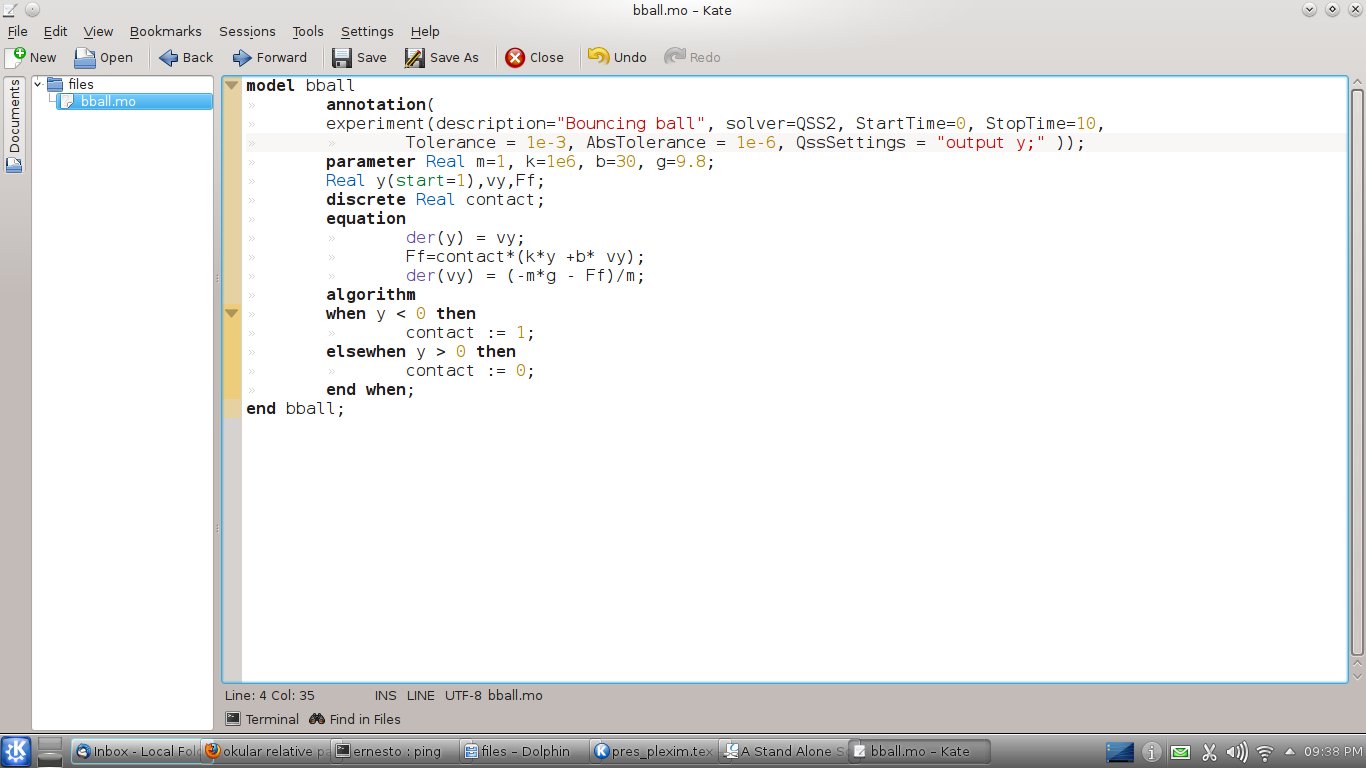 bball.mo – Kate
File Edit View Bookmarks Sessions Tools Settings Help
New Open Back Forward Save Save As Close Undo Redo
Documents
files
bball.mo
model bball
annotation(
experiment(description="Bouncing ball", solver=QSS2, StartTime=0, StopTime=10,
Tolerance = 1e-3, AbsTolerance = 1e-6, QssSettings = "output y;" ));
parameter Real m=1, k=1e6, b=30, g=9.8;
Real y(start=1),vy,Ff;
discrete Real contact;
equation
der(y) = vy;
Ff=contact*(k*y +b* vy);
der(vy) = (-m*g - Ff)/m;
algorithm
when y < 0 then
contact := 1;
elsewhen y > 0 then
contact := 0;
end when;
end bball;
Line: 4 Col: 35 INS LINE UTF-8 bball.mo
Terminal Find in Files
Inbox - Local Fol okular relative p ernesto : ping files – Dolphin pres_plexim.tex A Stand Alone S bball.mo – Kate 09:38 PM